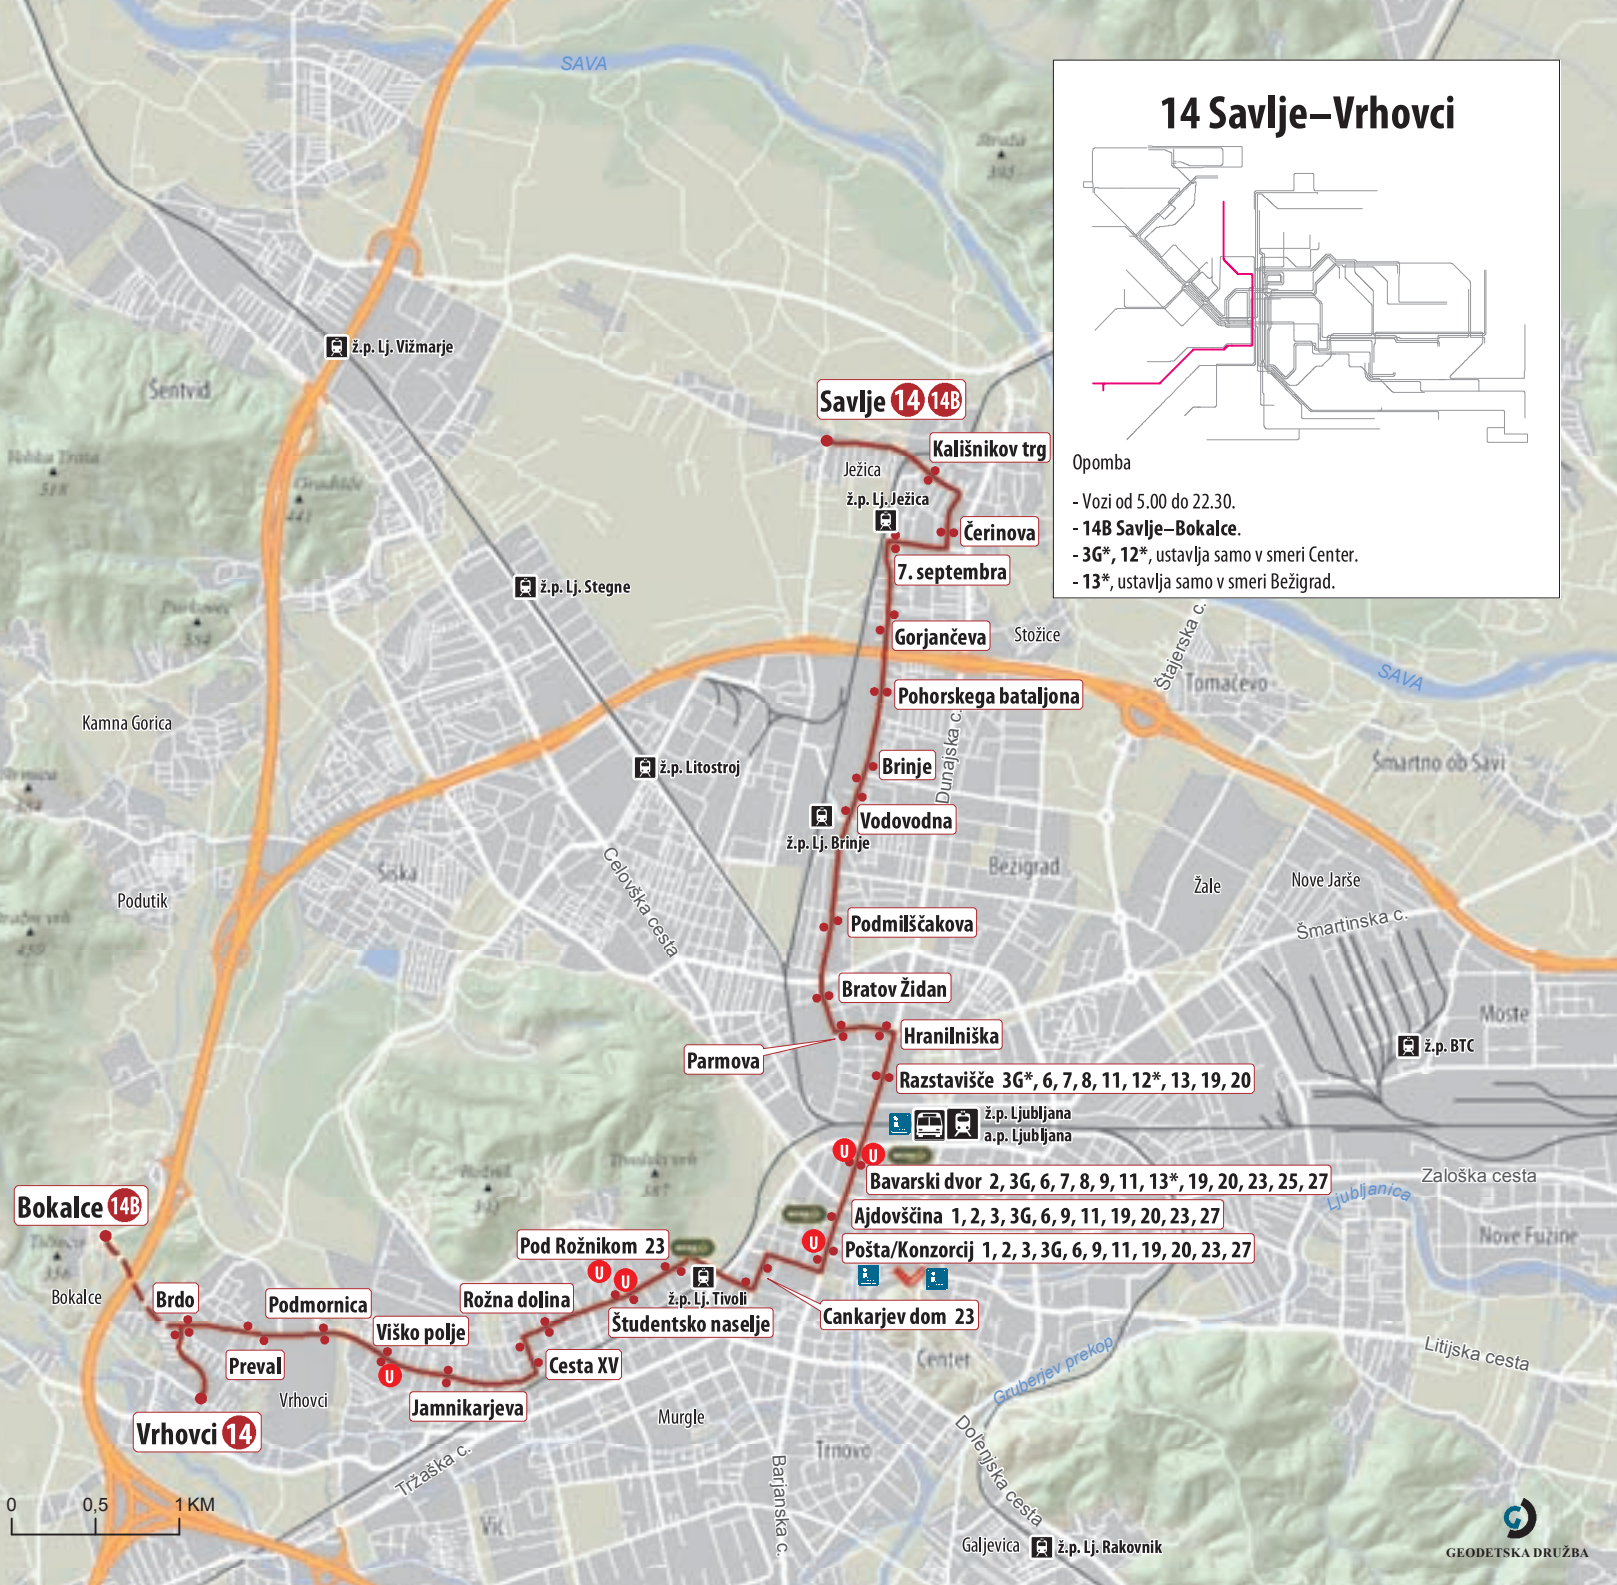 SAVA
14 Savlje–Vrhovci
Opomba
- Vozi od 5.00 do 22.30.
- 14B Savlje–Bokalce.
- 3G*, 12*, ustavlja samo v smeri Center.
- 13*, ustavlja samo v smeri Bežigrad.
ž.p. Lj. Vižmarje
Šentvid
Savlje 14 14B
Kališnikov trg
Ježica
ž.p. Lj. Ježica
Gradišče
441
518
Čerinova
7. septembra
ž.p. Lj. Stegne
Gorjančeva
Stožice
Štajerska c.
Tomačevo
SAVA
Pohorskega bataljona
Kamna Gorica
Dunajska c.
Brinje
ž.p. Litostroj
Šmartno ob Savi
Vodovodna
ž.p. Lj. Brinje
Celovška cesta
Šiška
Bežigrad
Žale
Nove Jarše
Podutik
Šmartinska c.
Podmilščakova
Bratov Židan
Moste
Hranilniška
Parmova
ž.p. BTC
Razstavišče 3G*, 6, 7, 8, 11, 12*, 13, 19, 20
ž.p. Ljubljana
a.p. Ljubljana
U
U
Bavarski dvor 2, 3G, 6, 7, 8, 9, 11, 13*, 19, 20, 23, 25, 27
Zaloška cesta
Ljubljanica
Bokalce 14B
Ajdovščina 1, 2, 3, 3G, 6, 9, 11, 19, 20, 23, 27
Nove Fužine
U
Pošta/Konzorcij 1, 2, 3, 3G, 6, 9, 11, 19, 20, 23, 27
Pod Rožnikom 23
U
U
ž.p. Lj. Tivoli
Bokalce
Brdo
Podmornica
Rožna dolina
Cankarjev dom 23
Študentsko naselje
Viško polje
Preval
U
Cesta XV
Center
Gruberjev prekop
Litijska cesta
Vrhovci
Jamnikarjeva
Murgle
Vrhovci 14
Trnovo
Tržaška c.
Barjanska c.
Dolenjska cesta
0 0,5 1 KM
Vič
Galjevica
ž.p. Lj. Rakovnik
GEODETSKA DRUŽBA